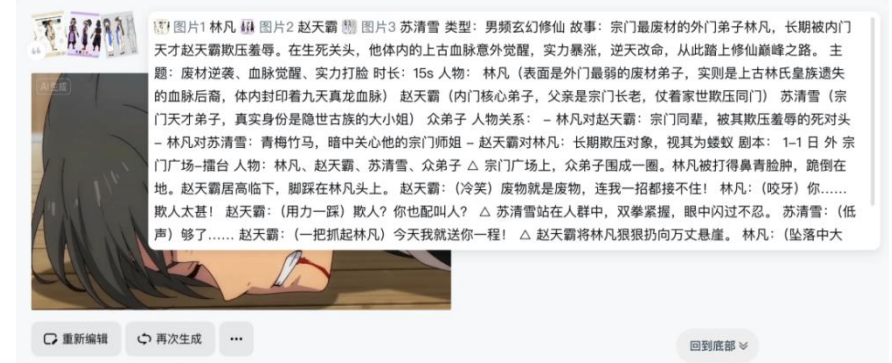 图片1 林凡 图片2 赵天霸 图片3 苏清雪 类型：男频玄幻修仙 故事：宗门最废材的外门弟子林凡，长期被内门
天才赵天霸欺压羞辱。在生死关头，他体内的上古血脉意外觉醒，实力暴涨，逆天改命，从此踏上修仙巅峰之路。 主
题：废材逆袭、血脉觉醒、实力打脸 时长：15s 人物： 林凡（表面是外门最弱的废材弟子，实则是上古林氏皇族遗失
的血脉后裔，体内封印着九天真龙血脉） 赵天霸（内门核心弟子，父亲是宗门长老，仗着家世欺压同门） 苏清雪（宗
门天才弟子，真实身份是隐世古族的大小姐） 众弟子 人物关系： – 林凡对赵天霸：宗门同辈，被其欺压羞辱的死对头
– 林凡对苏清雪：青梅竹马，暗中关心他的宗门师姐 – 赵天霸对林凡：长期欺压对象，视其为蝼蚁 剧本： 1–1 日 外 宗
门广场–擂台 人物：林凡、赵天霸、苏清雪、众弟子 △ 宗门广场上，众弟子围成一圈。林凡被打得鼻青脸肿，跪倒在
地。赵天霸居高临下，脚踩在林凡头上。 赵天霸：（冷笑）废物就是废物，连我一招都接不住！ 林凡：（咬牙）你……
欺人太甚！ 赵天霸：（用力一踩）欺人？你也配叫人？ △ 苏清雪站在人群中，双拳紧握，眼中闪过不忍。 苏清雪：（低
声）够了…… 赵天霸：（一把抓起林凡）今天我就送你一程！ △ 赵天霸将林凡狠狠扔向万丈悬崖。 林凡：（坠落中大
AI生成
重新编辑
再次生成
···
回到底部